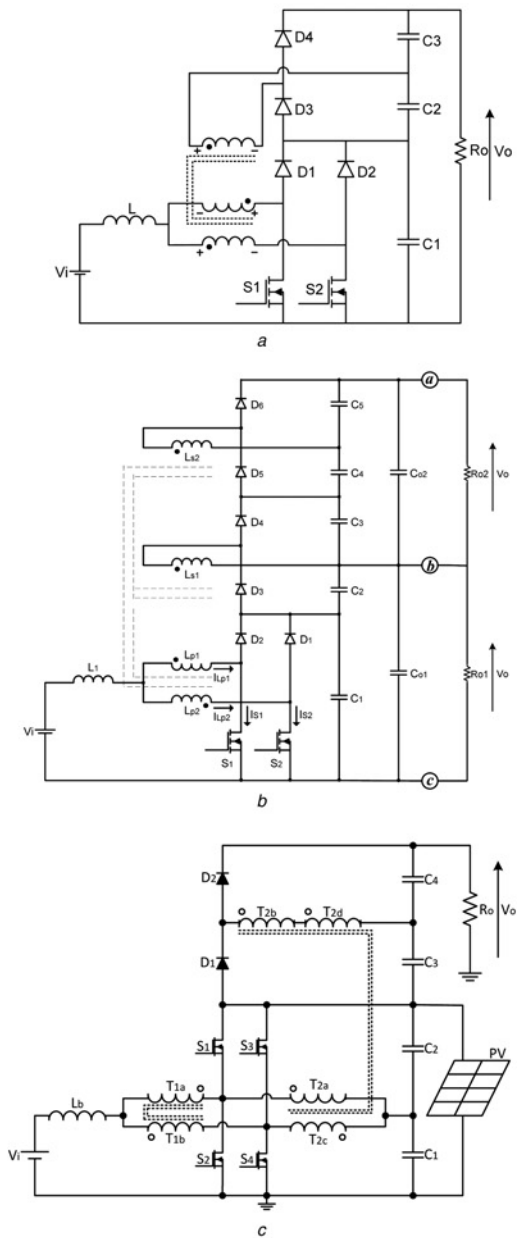 D4
C3
D3
C2
Ro
Vo
+
-
D1
D2
-
+
L
+
-
C1
Vi
S1
S2
a
a
D6
C5
Ls2
D5
C4
Co2
Ro2
Vo
D4
C3
b
Ls1
D3
C2
D2
D1
Lp1
L1
ILp1
C1
Co1
Ro1
Vo
Lp2
ILp2
IS1
IS2
Vi
S1
S2
c
b
D2
C4
T2b
T2d
Ro
Vo
D1
C3
S1
S3
C2
PV
T1a
T2a
Lb
T1b
T2c
Vi
S2
S4
C1
c